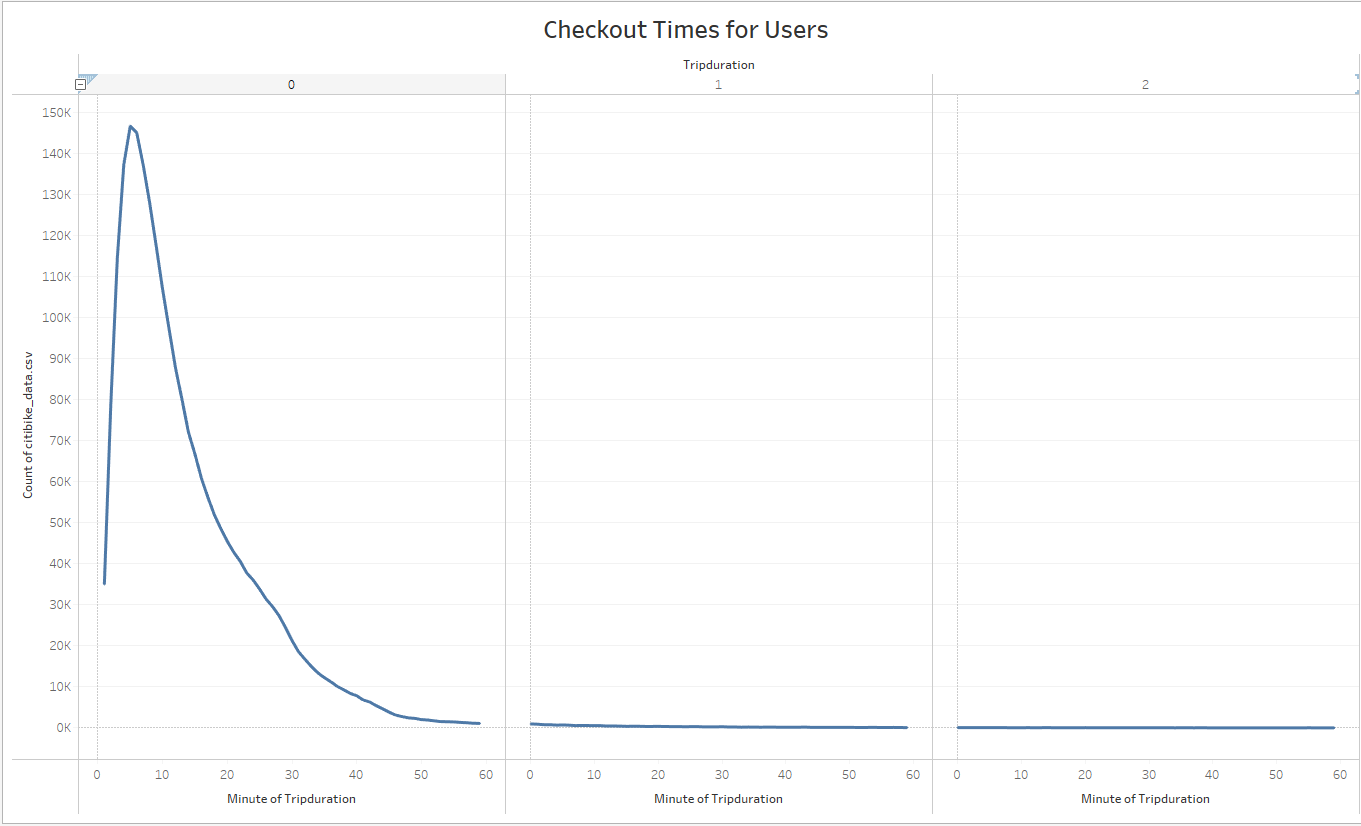 Checkout Times for Users
Tripduration
0 1 2
Count of citibike_data.csv
150K
140K
130K
120K
110K
100K
90K
80K
70K
60K
50K
40K
30K
20K
10K
0K
0 10 20 30 40 50 60 0 10 20 30 40 50 60 0 10 20 30 40 50 60
Minute of Tripduration Minute of Tripduration Minute of Tripduration